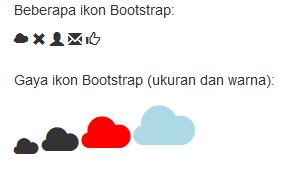 Beberapa ikon Bootstrap:
Gaya ikon Bootstrap (ukuran dan warna):